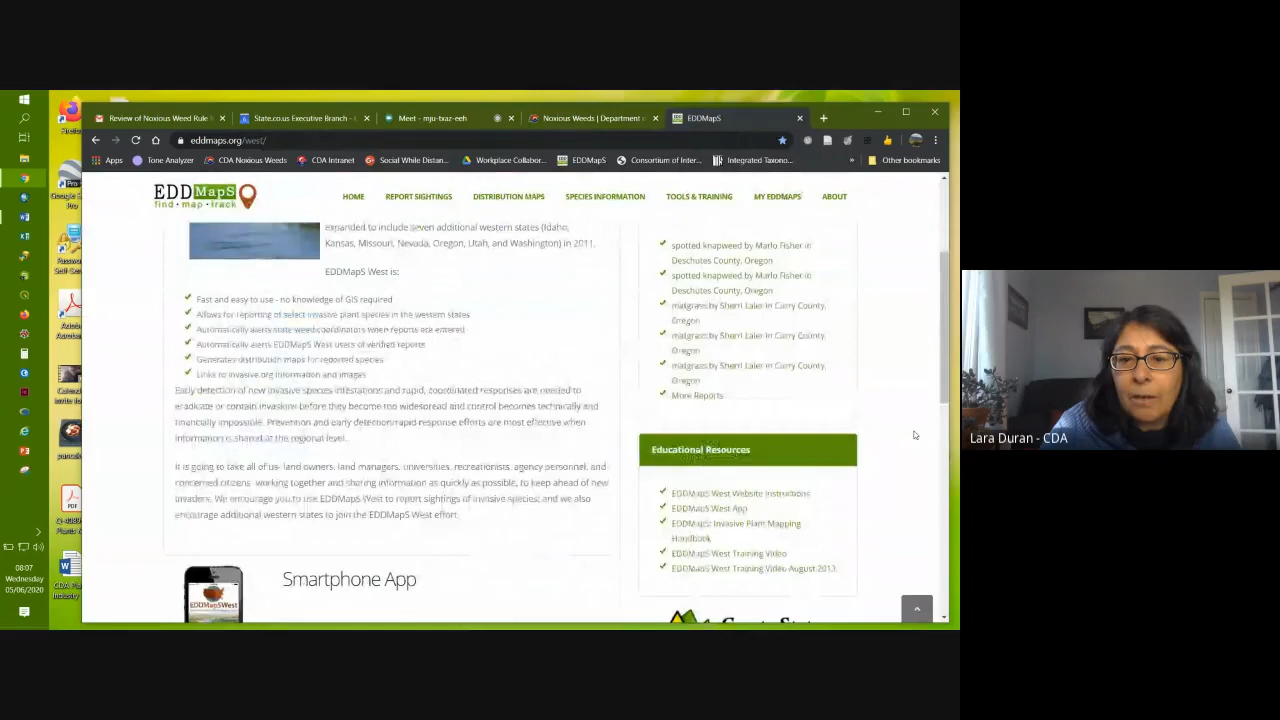 Review of Noxious Weed Rule
State.co.us Executive Branch -
Meet - mju-txaz-eeh
Noxious Weeds | Department
EDDMapS
eddmaps.org/west/
Apps
Tone Analyzer
CDA Noxious Weeds
CDA Intranet
Social While Distan...
Workplace Collabor...
EDDMapS
Consortium of Inter...
Integrated Taxono...
»
Other bookmarks
EDDMapS
find • map • track
HOME
REPORT SIGHTINGS
DISTRIBUTION MAPS
SPECIES INFORMATION
TOOLS & TRAINING
MY EDDMAPS
ABOUT
expanded to include seven additional western states (Idaho,
Kansas, Missouri, Nevada, Oregon, Utah, and Washington) in 2011.
EDDMapS West is:
Fast and easy to use - no knowledge of GIS required
Allows for reporting of select invasive plant species in the western states
Automatically alerts state weed coordinators when reports are entered
Automatically alerts EDDMapS West users of verified reports
Generates distribution maps for reported species
Links to invasive.org information and images
Early detection of new invasive species infestations and rapid, coordinated responses are needed to
eradicate or contain invasions before they become too widespread and control becomes technically and
financially impossible. Prevention and early detection/rapid response efforts are most effective when
information is shared at the regional level.
It is going to take all of us- land owners, land managers, universities, recreationists, agency personnel, and
concerned citizens- working together and sharing information as quickly as possible, to keep ahead of new
invaders. We encourage you to use EDDMapS West to report sightings of invasive species; and we also
encourage additional western states to join the EDDMapS West effort.
Smartphone App
EDDMapSWest
spotted knapweed by Marlo Fisher in
Deschutes County, Oregon
spotted knapweed by Marlo Fisher in
Deschutes County, Oregon
matgrass by Sherri Laier in Curry County,
Oregon
matgrass by Sherri Laier in Curry County,
Oregon
matgrass by Sherri Laier in Curry County,
Oregon
More Reports
Educational Resources
EDDMapS West Website Instructions
EDDMapS West App
EDDMapS: Invasive Plant Mapping
Handbook
EDDMapS West Training Video
EDDMapS West Training Video August 2013
Google
Pro
PDF
08:07
Wednesday
05/06/2020
Lara Duran - CDA